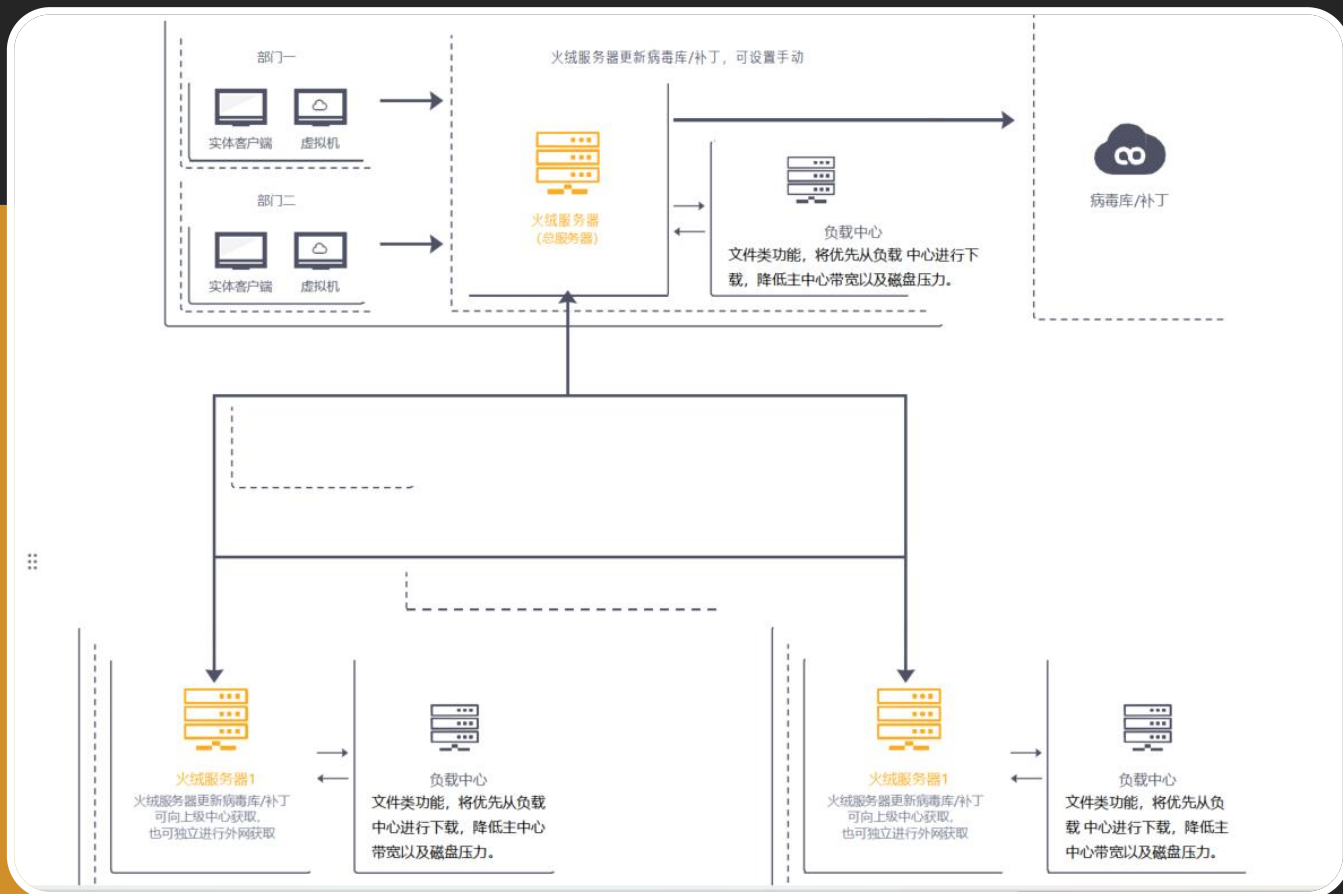 部门一
实体客户端
虚拟机
部门二
实体客户端
虚拟机
火绒服务器更新病毒库/补丁，可设置手动
火绒服务器
(总服务器)
负载中心
文件类功能，将优先从负载 中心进行下
载，降低主中心带宽以及磁盘压力。
病毒库/补丁
火绒服务器1
火绒服务器更新病毒库/补丁
可向上级中心获取，
也可独立进行外网获取
负载中心
文件类功能，将优先从负载
中心进行下载，降低主中心
带宽以及磁盘压力。
火绒服务器1
火绒服务器更新病毒库/补丁
可向上级中心获取，
也可独立进行外网获取
负载中心
文件类功能，将优先从负
载 中心进行下载，降低主
中心带宽以及磁盘压力。